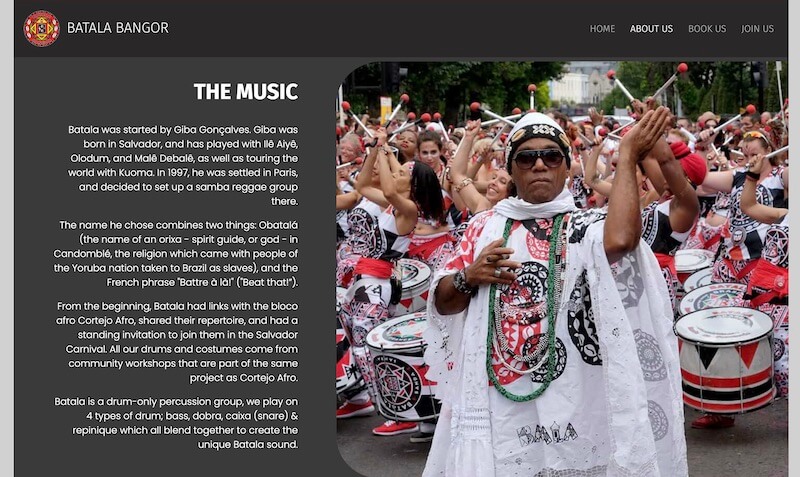 BATALA BANGOR
HOME
ABOUT US
BOOK US
JOIN US
THE MUSIC
Batala was started by Giba Gonçalves. Giba was
born in Salvador, and has played with Ilê Aiyê,
Olodum, and Malê Debalê, as well as touring the
world with Kuoma. In 1997, he was settled in Paris,
and decided to set up a samba reggae group
there.
The name he chose combines two things: Obatalá
(the name of an orixa - spirit guide, or god - in
Candomblé, the religion which came with people of
the Yoruba nation taken to Brazil as slaves), and the
French phrase "Battre à là!" ("Beat that!").
From the beginning, Batala had links with the bloco
afro Cortejo Afro, shared their repertoire, and had a
standing invitation to join them in the Salvador
Carnival. All our drums and costumes come from
community workshops that are part of the same
project as Cortejo Afro.
Batala is a drum-only percussion group, we play on
4 types of drum; bass, dobra, caixa (snare) &
repinique which all blend together to create the
unique Batala sound.